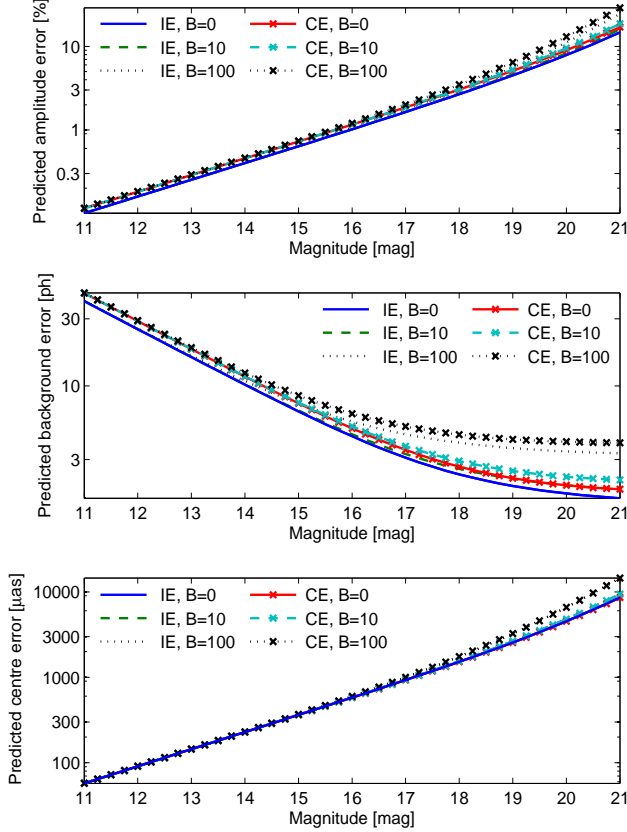 Predicted amplitude error [%]
10
3
1
0.3
IE, B=0
IE, B=10
IE, B=100
CE, B=0
CE, B=10
CE, B=100
11 12 13 14 15 16 17 18 19 20 21
Magnitude [mag]
Predicted background error [ph]
30
10
3
IE, B=0
IE, B=10
IE, B=100
CE, B=0
CE, B=10
CE, B=100
11 12 13 14 15 16 17 18 19 20 21
Magnitude [mag]
Predicted centre error [µas]
10000
3000
1000
300
100
IE, B=0
IE, B=10
IE, B=100
CE, B=0
CE, B=10
CE, B=100
11 12 13 14 15 16 17 18 19 20 21
Magnitude [mag]